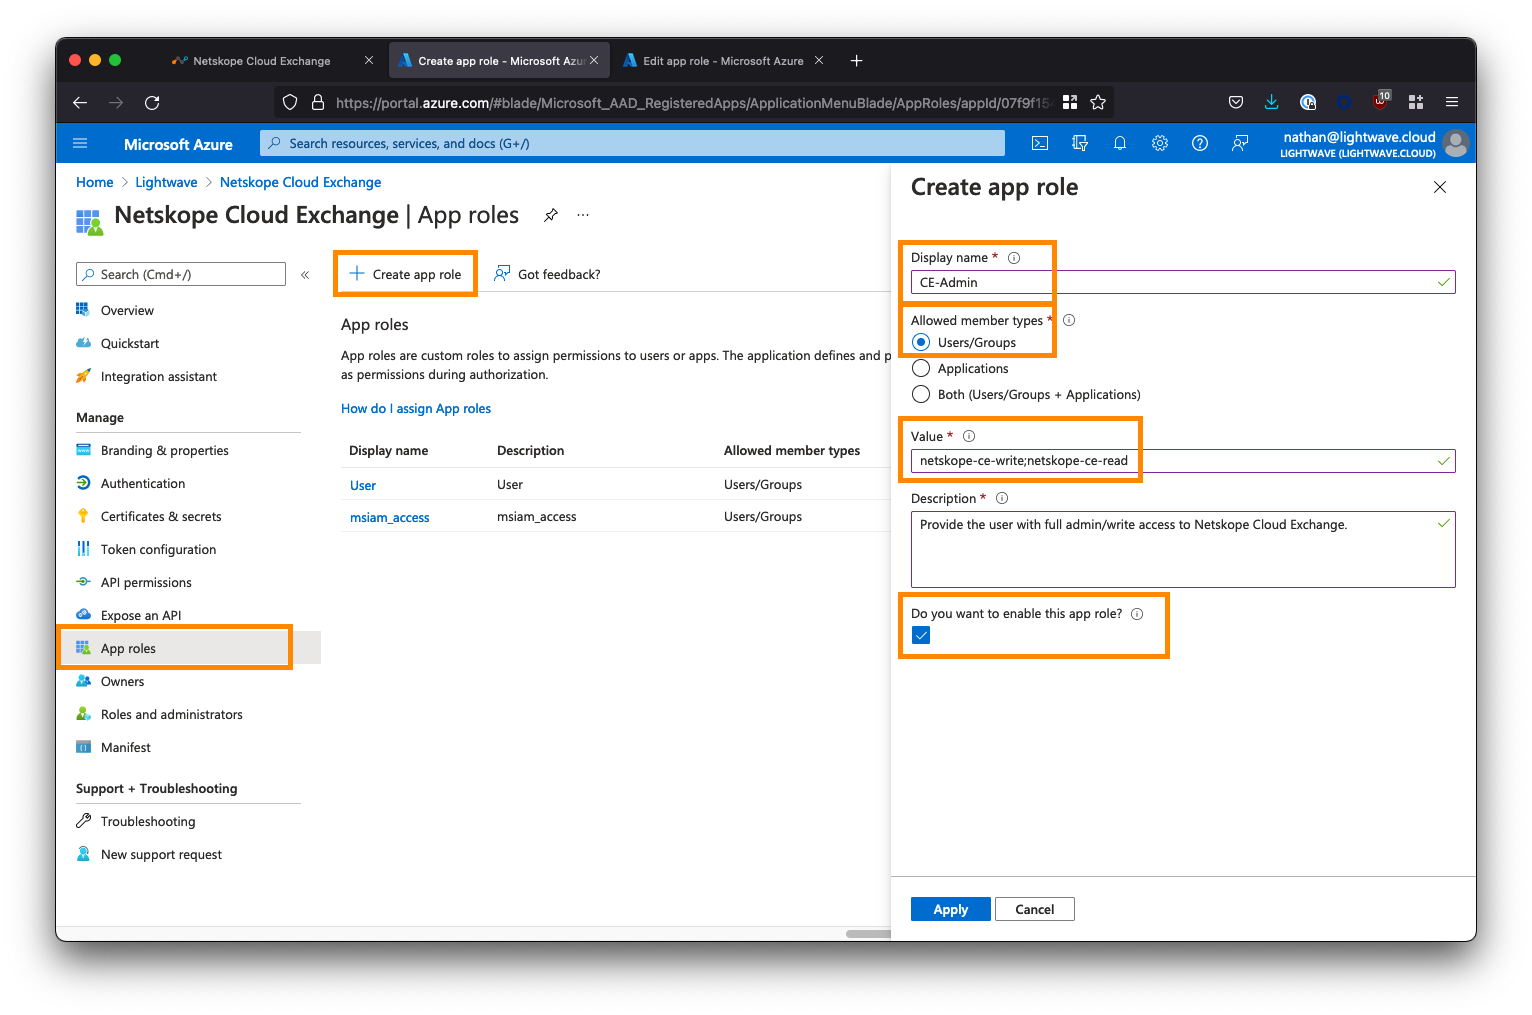 Netskope Cloud Exchange
Create app role - Microsoft Azur
Edit app role - Microsoft Azure
https://portal.azure.com/#blade/Microsoft_AAD_RegisteredApps/ApplicationMenuBlade/AppRoles/appId/07f9f154
10
Microsoft Azure
Search resources, services, and docs (G+/)
nathan@lightwave.cloud
LIGHTWAVE (LIGHTWAVE.CLOUD)
Home > Lightwave > Netskope Cloud Exchange
Netskope Cloud Exchange | App roles
...
Search (Cmd+/)
«
Overview
Quickstart
Integration assistant
Manage
Branding & properties
Authentication
Certificates & secrets
Token configuration
API permissions
Expose an API
App roles
Owners
Roles and administrators
Manifest
Support + Troubleshooting
Troubleshooting
New support request
Create app role
Got feedback?
App roles
App roles are custom roles to assign permissions to users or apps. The application defines and p
as permissions during authorization.
How do I assign App roles
Display name Description Allowed member types
User User Users/Groups
msiam_access msiam_access Users/Groups
Create app role
Display name *
CE-Admin
Allowed member types *
Users/Groups
Applications
Both (Users/Groups + Applications)
Value *
netskope-ce-write;netskope-ce-read
Description *
Provide the user with full admin/write access to Netskope Cloud Exchange.
Do you want to enable this app role?
Apply
Cancel